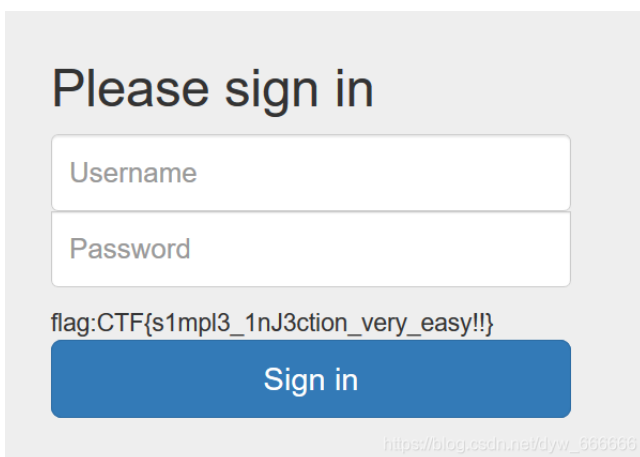 Please sign in
Username
Password
flag:CTF{s1mpl3_1nJ3ction_very_easy!!}
Sign in
https://blog.csdn.net/dyw_666666